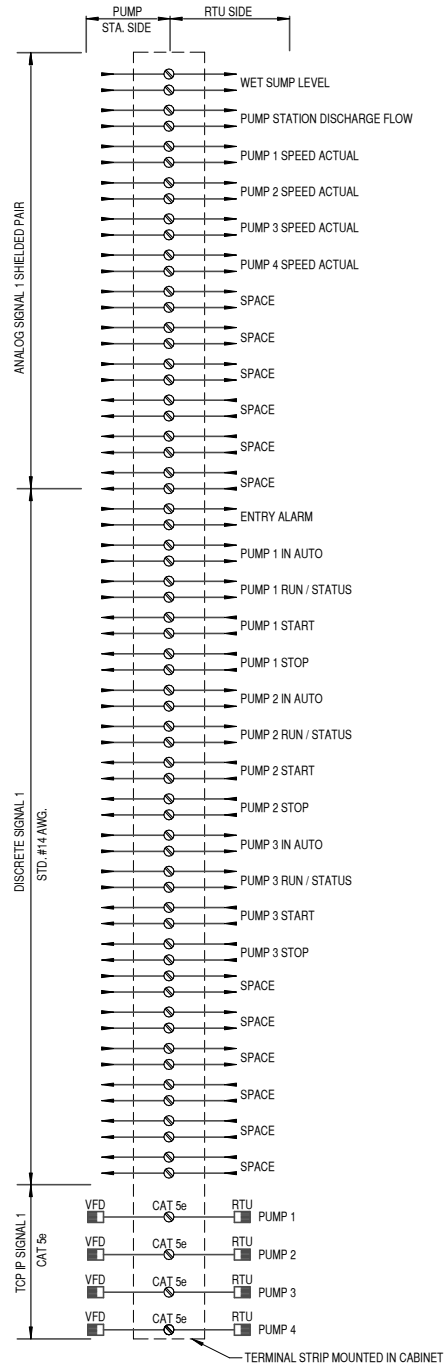 PUMP
STA. SIDE
RTU SIDE
WET SUMP LEVEL
PUMP STATION DISCHARGE FLOW
PUMP 1 SPEED ACTUAL
PUMP 2 SPEED ACTUAL
PUMP 3 SPEED ACTUAL
PUMP 4 SPEED ACTUAL
SPACE
SPACE
SPACE
SPACE
SPACE
SPACE
ANALOG SIGNAL 1 SHIELDED PAIR
ENTRY ALARM
PUMP 1 IN AUTO
PUMP 1 RUN / STATUS
PUMP 1 START
PUMP 1 STOP
PUMP 2 IN AUTO
PUMP 2 RUN / STATUS
PUMP 2 START
PUMP 2 STOP
PUMP 3 IN AUTO
PUMP 3 RUN / STATUS
PUMP 3 START
PUMP 3 STOP
SPACE
SPACE
SPACE
SPACE
SPACE
SPACE
DISCRETE SIGNAL 1
STD. #14 AWG.
VFD CAT 5e RTU PUMP 1
VFD CAT 5e RTU PUMP 2
VFD CAT 5e RTU PUMP 3
VFD CAT 5e RTU PUMP 4
TCP IP SIGNAL 1
CAT 5e
TERMINAL STRIP MOUNTED IN CABINET